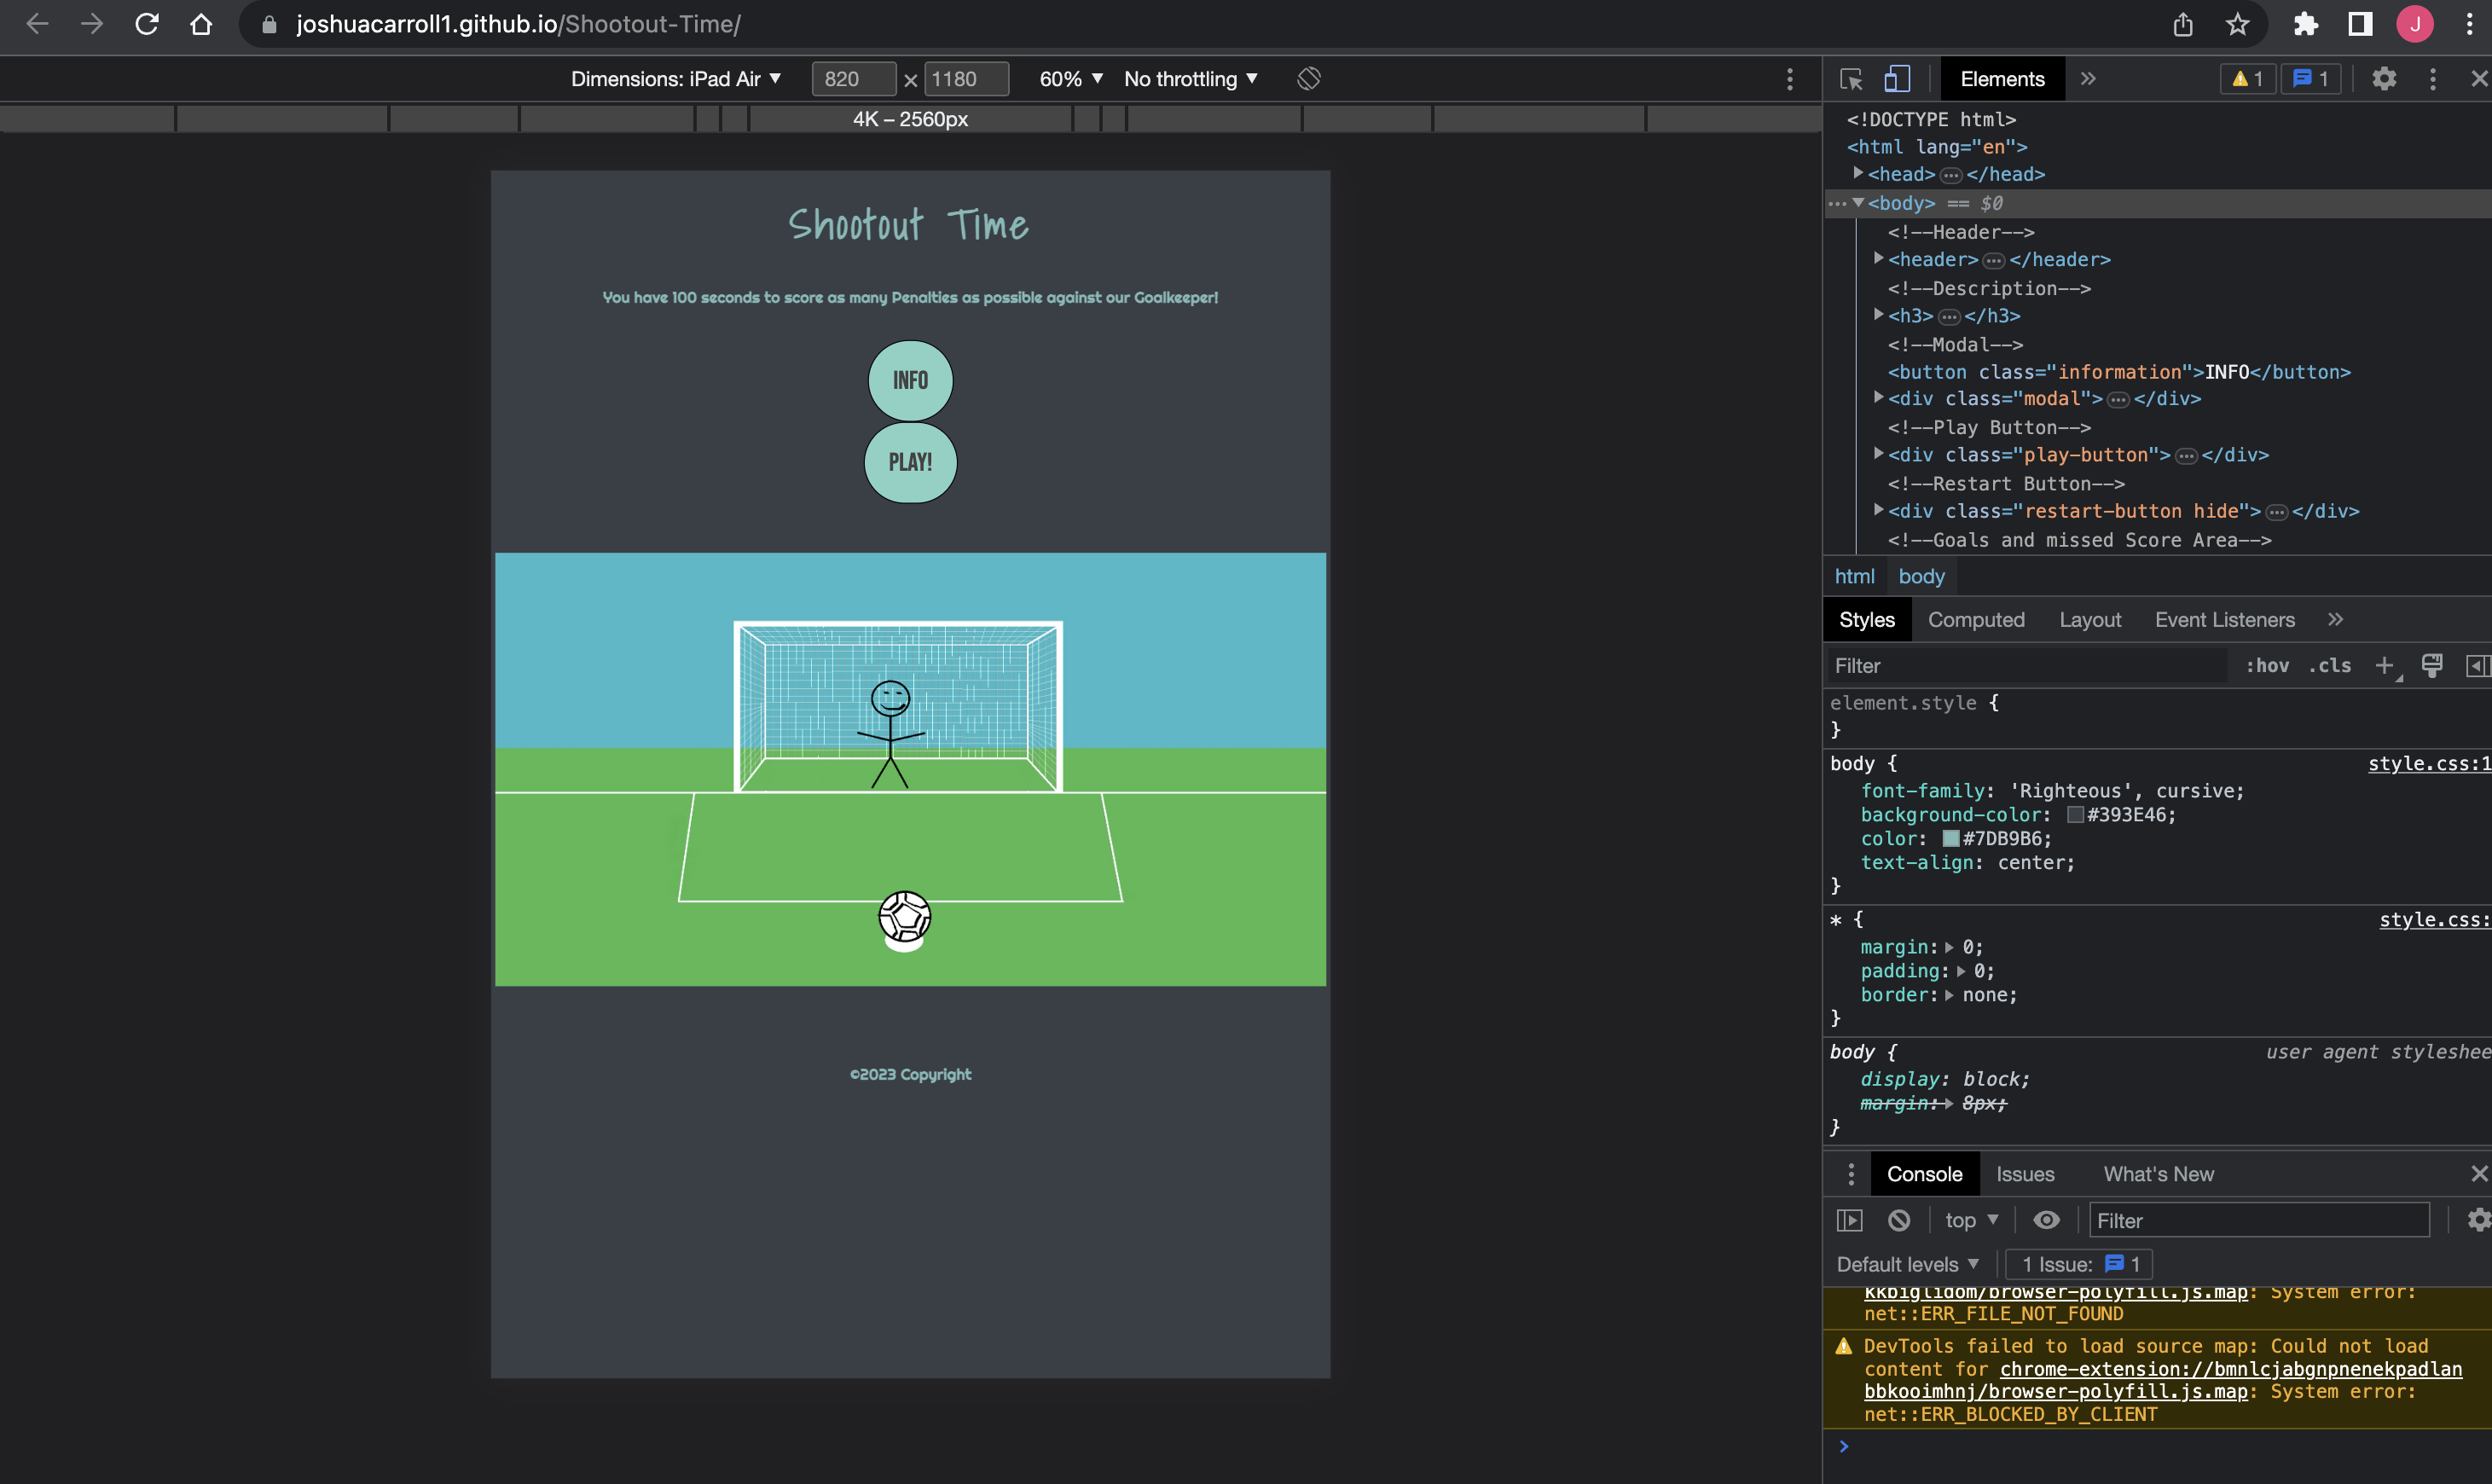 joshuacarroll1.github.io/Shootout-Time/
J
Dimensions: iPad Air ▼ 820 × 1180 60% ▼ No throttling ▼
4K – 2560px
Shootout Time
You have 100 seconds to score as many Penalties as possible against our Goalkeeper!
INFO
PLAY!
©2023 Copyright
Elements » 1 1
<!DOCTYPE html>
<html lang="en">
<head>…</head>
<body> == $0
<!--Header-->
<header>…</header>
<!--Description-->
<h3>…</h3>
<!--Modal-->
<button class="information">INFO</button>
<div class="modal">…</div>
<!--Play Button-->
<div class="play-button">…</div>
<!--Restart Button-->
<div class="restart-button hide">…</div>
<!--Goals and missed Score Area-->
html body
Styles Computed Layout Event Listeners »
Filter :hov .cls +
element.style {
}
body { style.css:1
font-family: 'Righteous', cursive;
background-color: #393E46;
color: #7DB9B6;
text-align: center;
}
* { style.css:
margin: 0;
padding: 0;
border: none;
}
body { user agent styleshee
display: block;
margin: 8px;
}
Console Issues What's New
top ▼ Filter
Default levels ▼ 1 Issue: 1
kkbiglidom/browser-polyfill.js.map: System error:
net::ERR_FILE_NOT_FOUND
DevTools failed to load source map: Could not load
content for chrome-extension://bmnlcjabgnpnenekpadlan
bbkooimhnj/browser-polyfill.js.map: System error:
net::ERR_BLOCKED_BY_CLIENT